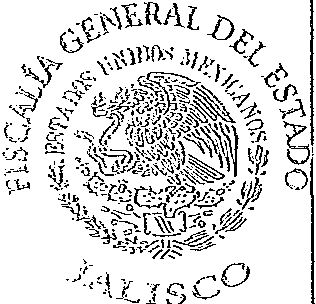 FISCALÍA GENERAL DEL ESTADO
ESTADOS UNIDOS MEXICANOS
JALISCO